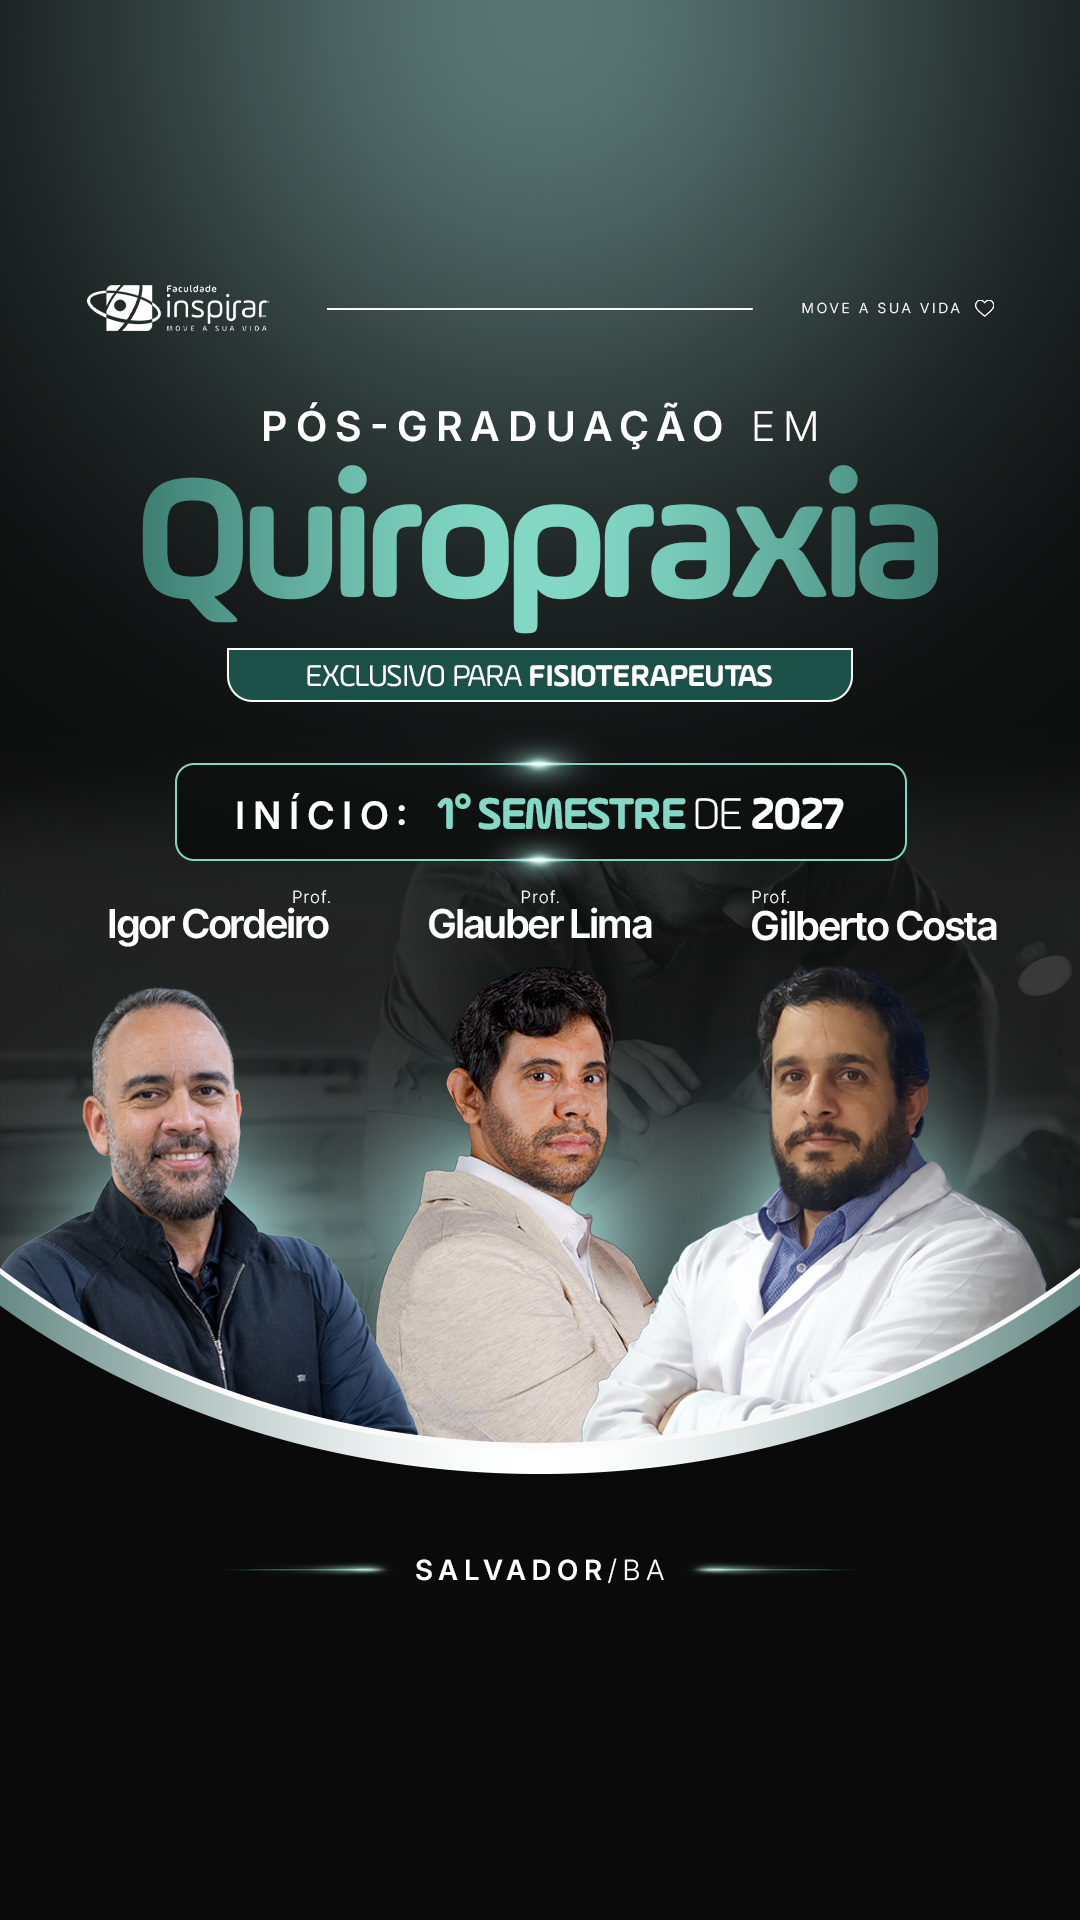 Faculdade
inspirar
MOVE A SUA VIDA
MOVE A SUA VIDA
PÓS-GRADUAÇÃO EM
Quiropraxia
EXCLUSIVO PARA FISIOTERAPEUTAS
INÍCIO: 1º SEMESTRE DE 2027
Prof.
Igor Cordeiro
Prof.
Glauber Lima
Prof.
Gilberto Costa
SALVADOR/BA